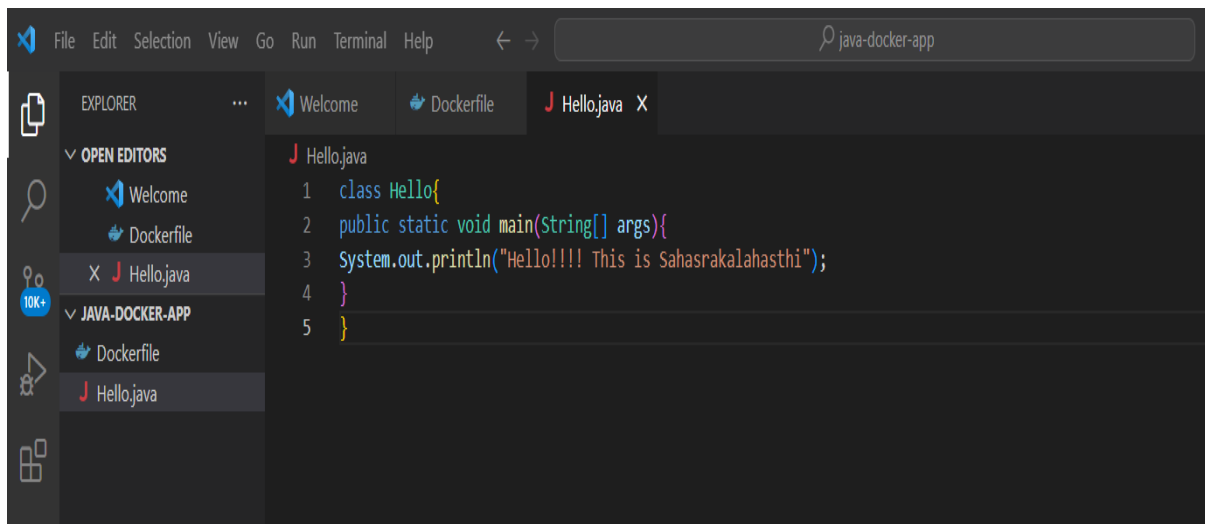 File Edit Selection View Go Run Terminal Help java-docker-app
EXPLORER
Welcome Dockerfile J Hello.java
OPEN EDITORS
Welcome
Dockerfile
J Hello.java
10K+
JAVA-DOCKER-APP
Dockerfile
J Hello.java
J Hello.java
1 class Hello{
2 public static void main(String[] args){
3 System.out.println("Hello!!!! This is Sahasrakalahasthi");
4 }
5 }